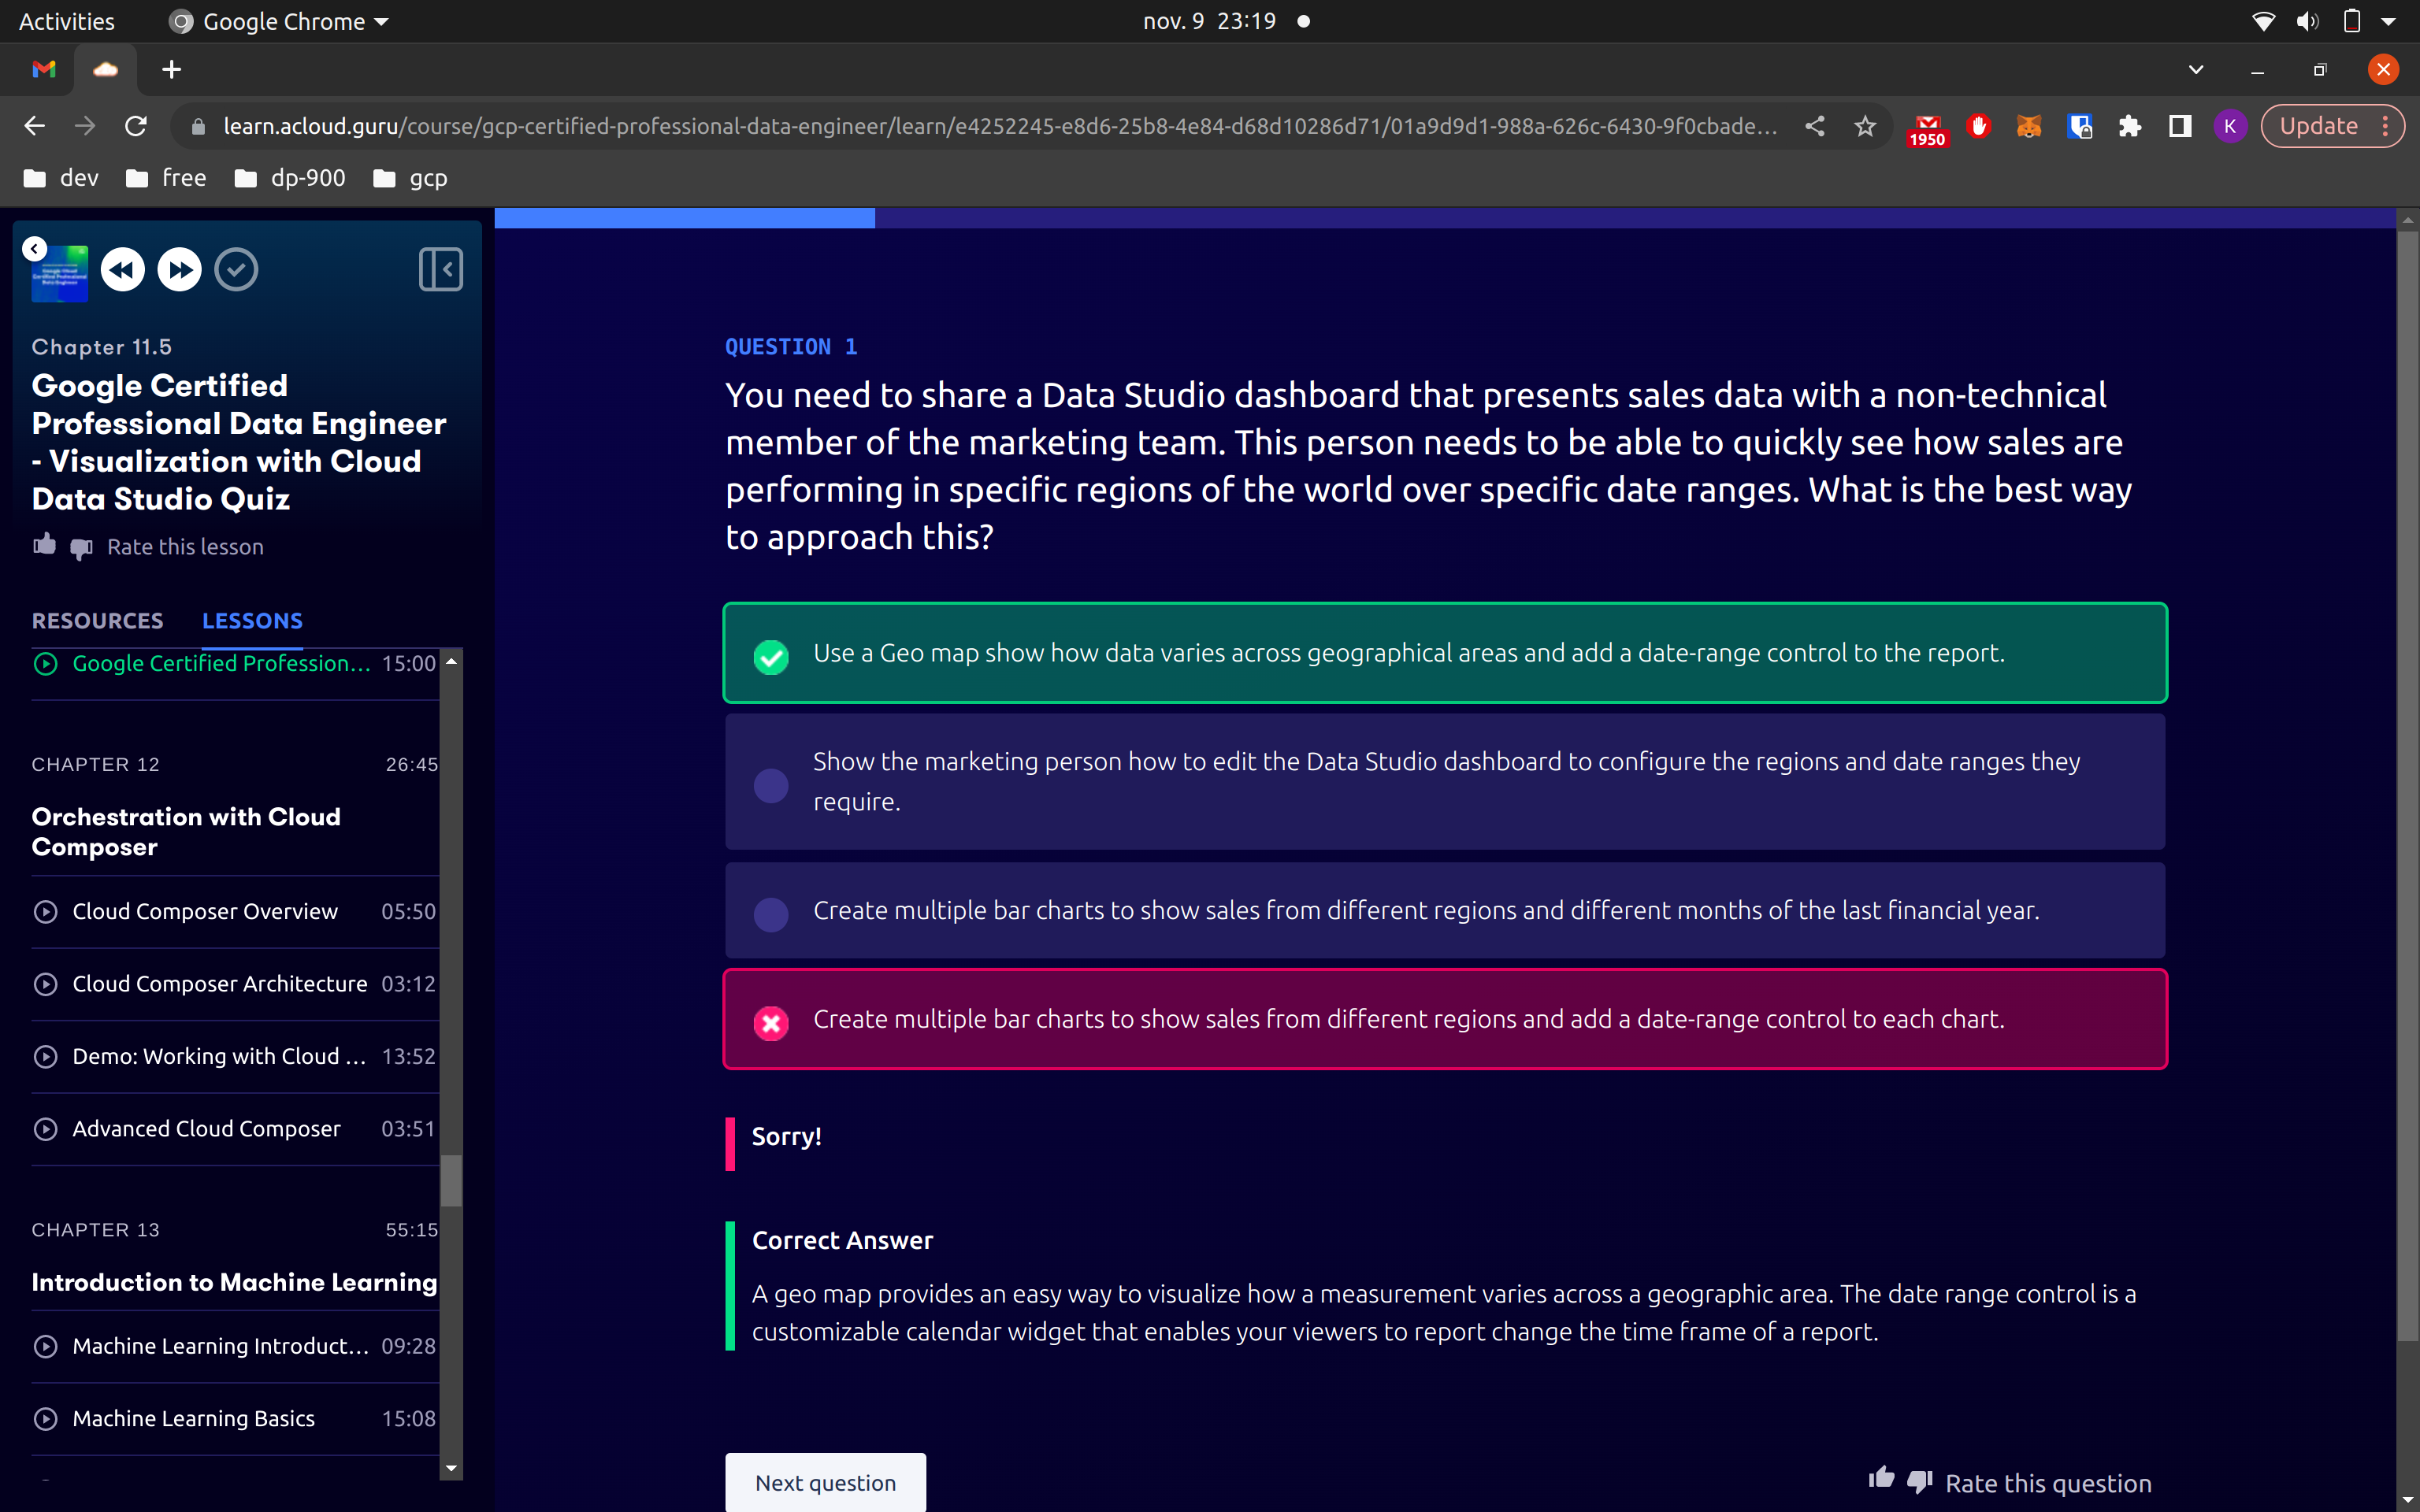 Activities
Google Chrome
nov. 9 23:19
learn.acloud.guru/course/gcp-certified-professional-data-engineer/learn/e4252245-e8d6-25b8-4e84-d68d10286d71/01a9d9d1-988a-626c-6430-9f0cbade...
1950
K
Update
dev
free
dp-900
gcp
Chapter 11.5
Google Certified
Professional Data Engineer
- Visualization with Cloud
Data Studio Quiz
Rate this lesson
RESOURCES
LESSONS
Google Certified Profession... 15:00
CHAPTER 12 26:45
Orchestration with Cloud
Composer
Cloud Composer Overview 05:50
Cloud Composer Architecture 03:12
Demo: Working with Cloud ... 13:52
Advanced Cloud Composer 03:51
CHAPTER 13 55:15
Introduction to Machine Learning
Machine Learning Introduct... 09:28
Machine Learning Basics 15:08
QUESTION 1
You need to share a Data Studio dashboard that presents sales data with a non-technical
member of the marketing team. This person needs to be able to quickly see how sales are
performing in specific regions of the world over specific date ranges. What is the best way
to approach this?
Use a Geo map show how data varies across geographical areas and add a date-range control to the report.
Show the marketing person how to edit the Data Studio dashboard to configure the regions and date ranges they
require.
Create multiple bar charts to show sales from different regions and different months of the last financial year.
Create multiple bar charts to show sales from different regions and add a date-range control to each chart.
Sorry!
Correct Answer
A geo map provides an easy way to visualize how a measurement varies across a geographic area. The date range control is a
customizable calendar widget that enables your viewers to report change the time frame of a report.
Next question
Rate this question